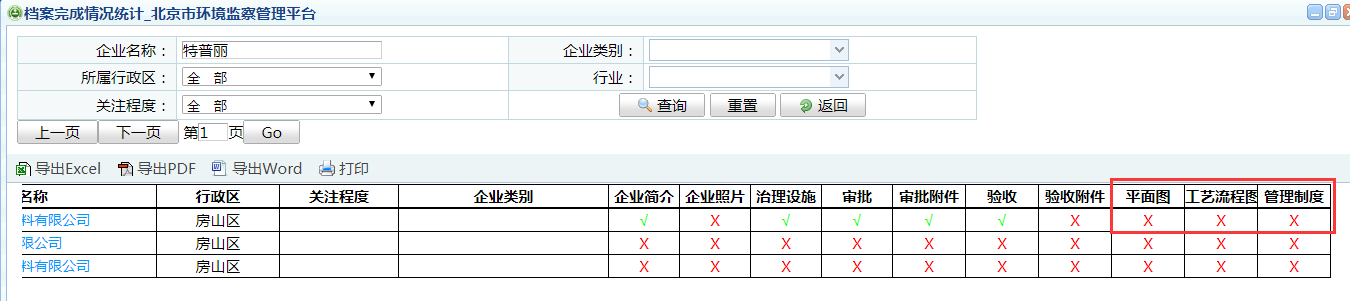 档案完成情况统计_北京市环境监察管理平台
企业名称： 特普丽 企业类别：
所属行政区： 全 部 行业：
关注程度： 全 部 查询 重置 返回
上一页 下一页 第1 页 Go
导出Excel 导出PDF 导出Word 打印
名称 行政区 关注程度 企业类别 企业简介 企业照片 治理设施 审批 审批附件 验收 验收附件 平面图 工艺流程图 管理制度
料有限公司 房山区 √ X √ √ √ √ X X X X
限公司 房山区 X X X X X X X X X X
料有限公司 房山区 X X X X X X X X X X